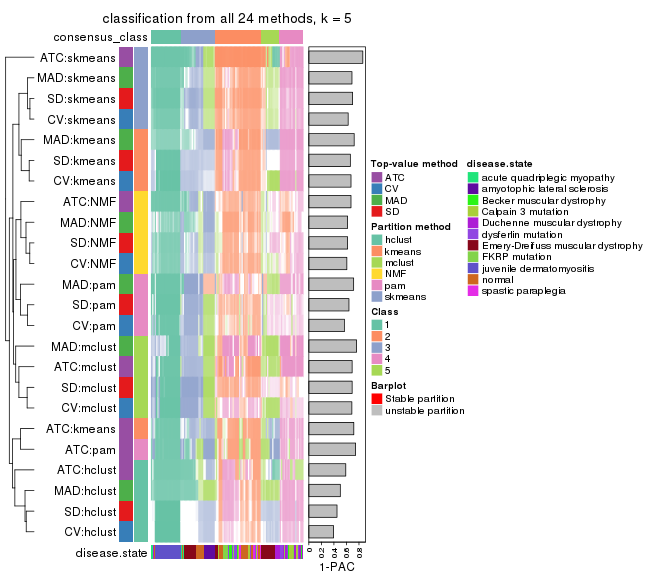 classification from all 24 methods, k = 5
consensus_class
ATC:skmeans
MAD:skmeans
SD:skmeans
CV:skmeans
MAD:kmeans
SD:kmeans
CV:kmeans
ATC:NMF
MAD:NMF
SD:NMF
CV:NMF
MAD:pam
SD:pam
CV:pam
MAD:mclust
ATC:mclust
SD:mclust
CV:mclust
ATC:kmeans
ATC:pam
ATC:hclust
MAD:hclust
SD:hclust
CV:hclust
disease.state
0
0.2
0.4
0.6
0.8
1-PAC
Top-value method
ATC
CV
MAD
SD
Partition method
hclust
kmeans
mclust
NMF
pam
skmeans
Class
1
2
3
4
5
Barplot
Stable partition
unstable partition
disease.state
acute quadriplegic myopathy
amyotophic lateral sclerosis
Becker muscular dystrophy
Calpain 3 mutation
Duchenne muscular dystrophy
dysferlin mutation
Emery-Dreifuss muscular dystrophy
FKRP mutation
juvenile dermatomyositis
normal
spastic paraplegia